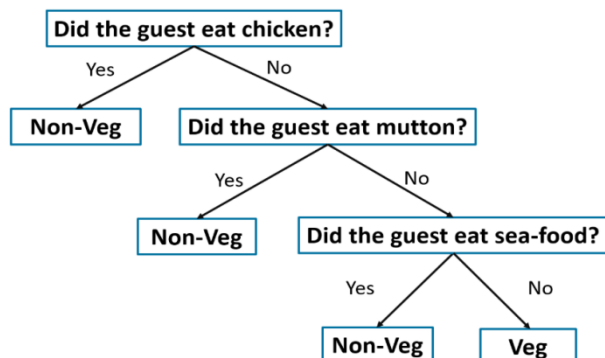 Did the guest eat chicken?
Yes
No
Non-Veg
Did the guest eat mutton?
Yes
No
Non-Veg
Did the guest eat sea-food?
Yes
No
Non-Veg
Veg